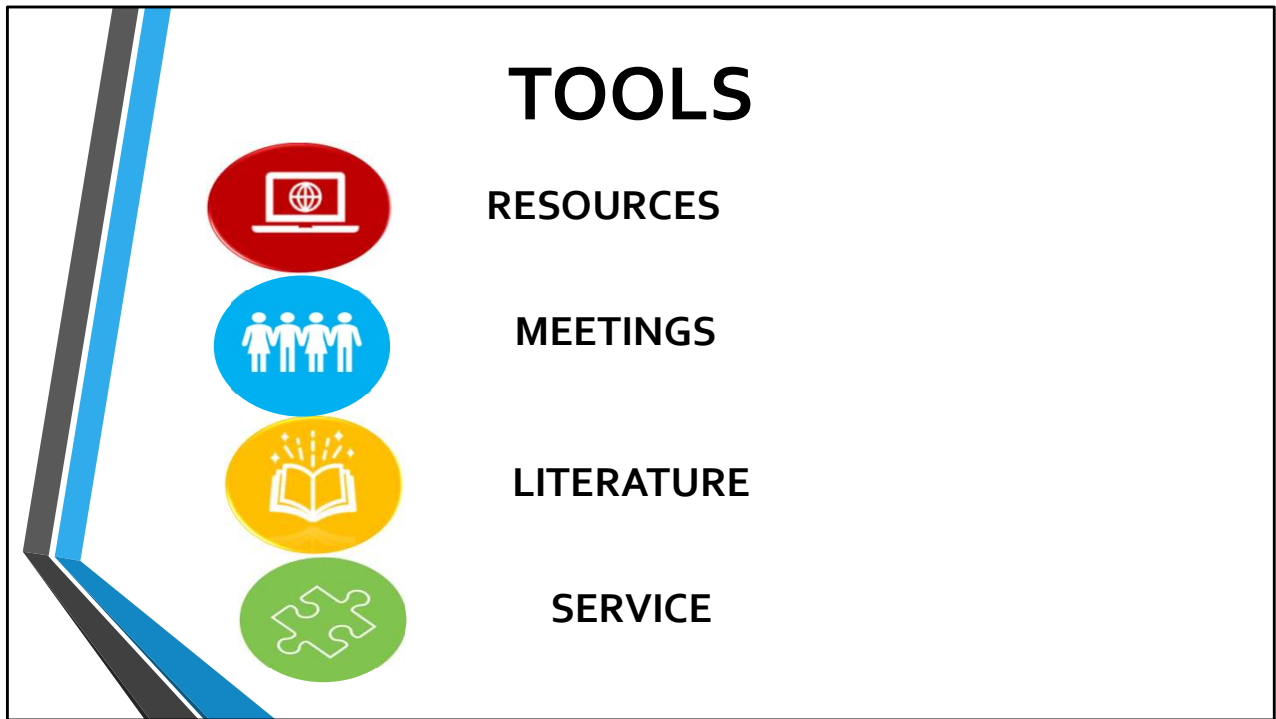 TOOLS
RESOURCES
MEETINGS
LITERATURE
SERVICE